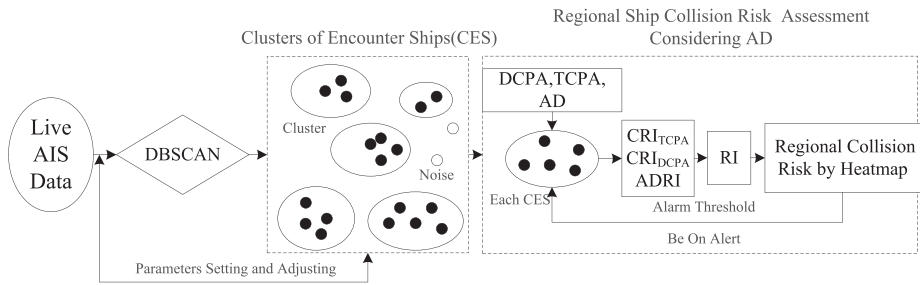 Regional Ship Collision Risk Assessment
Considering AD
Clusters of Encounter Ships(CES)
Live
AIS
Data
DBSCAN
Cluster
Noise
DCPA,TCPA,
AD
Each CES
CRITCPA
CRIDCPA
ADRI
RI
Regional Collision
Risk by Heatmap
Alarm Threshold
Be On Alert
Parameters Setting and Adjusting